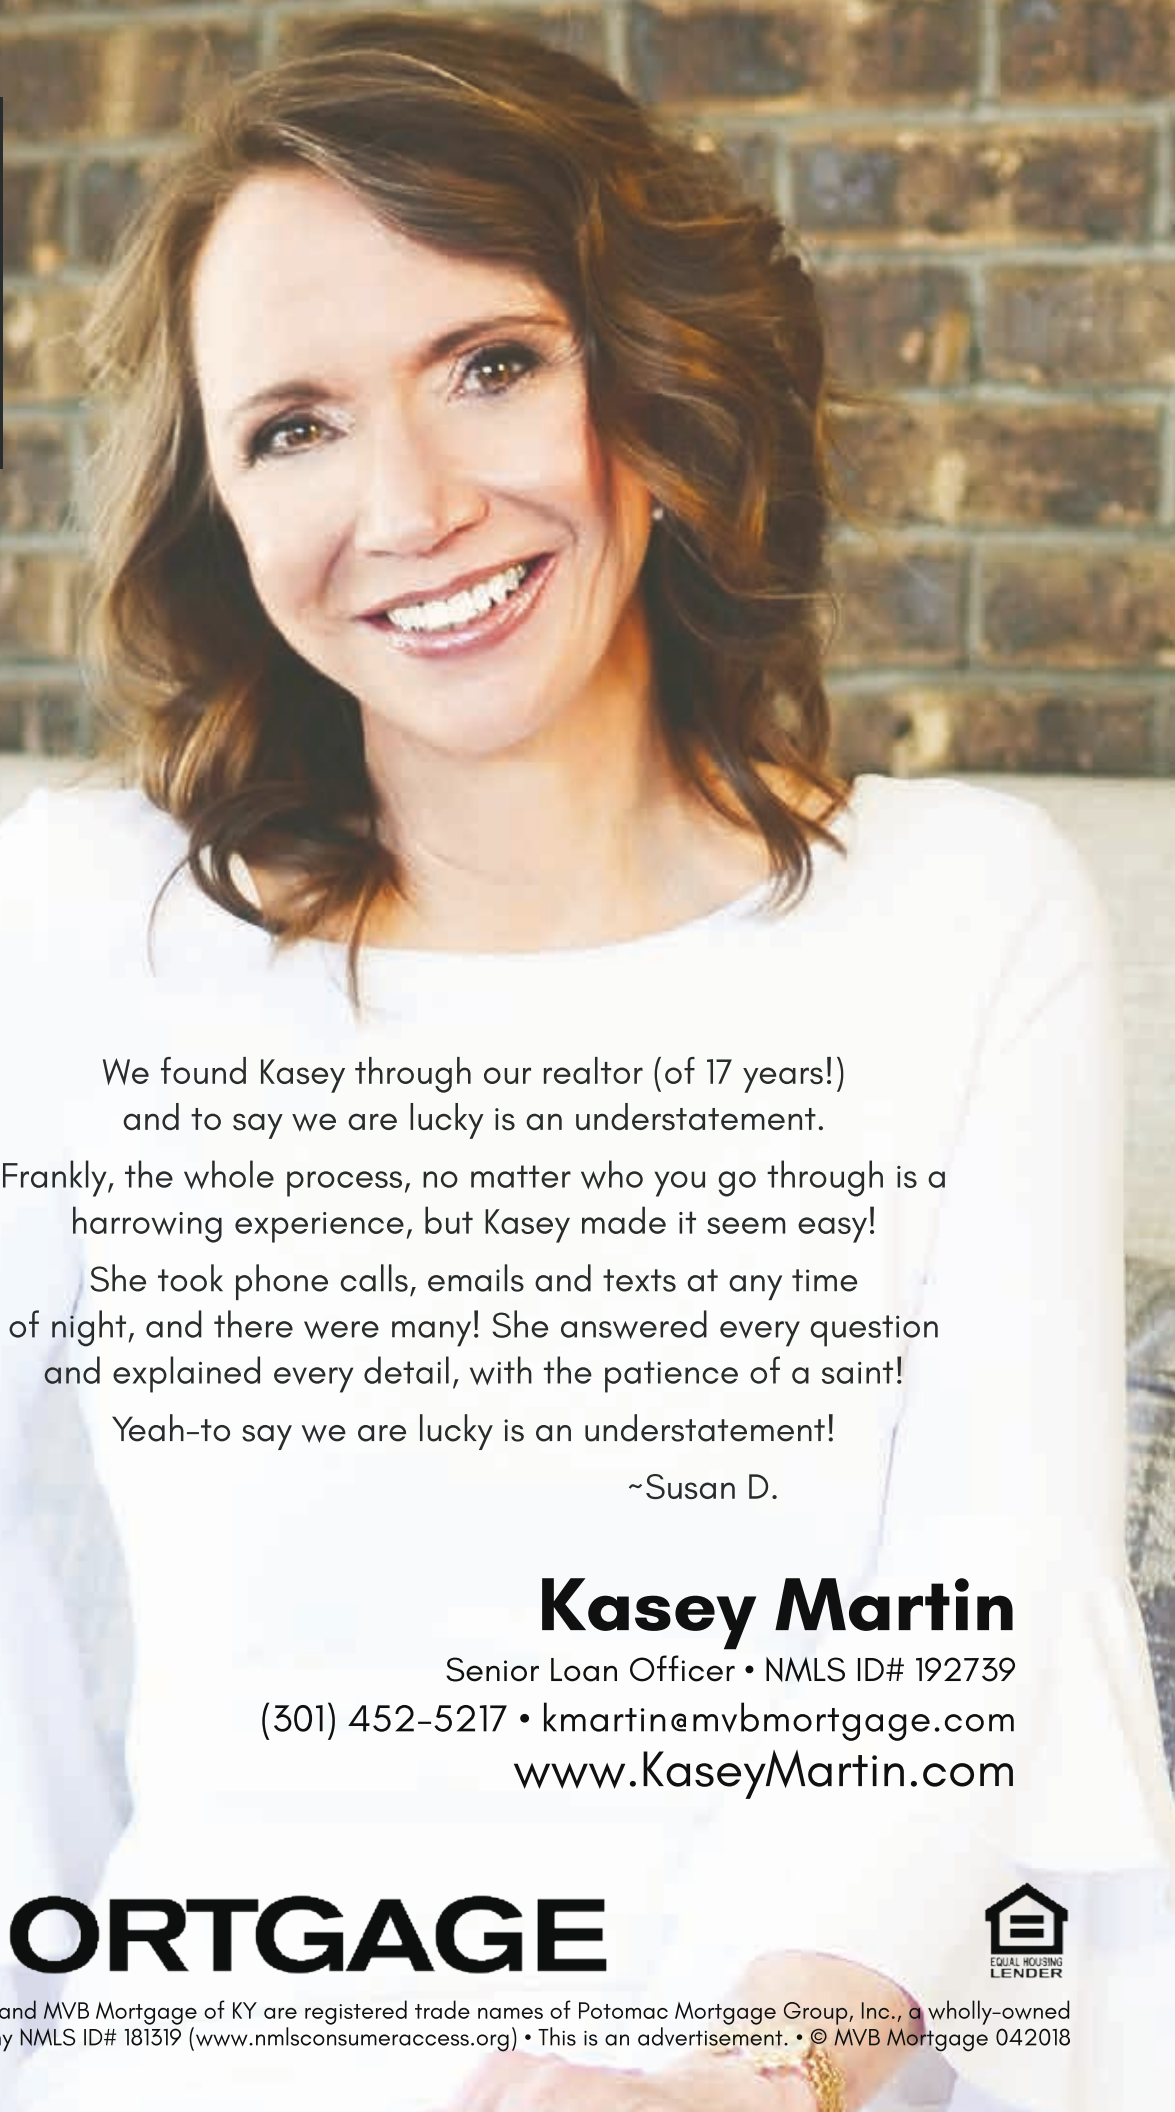 We found Kasey through our realtor (of 17 years!)
and to say we are lucky is an understatement.
Frankly, the whole process, no matter who you go through is a
harrowing experience, but Kasey made it seem easy!
She took phone calls, emails and texts at any time
of night, and there were many! She answered every question
and explained every detail, with the patience of a saint!
Yeah-to say we are lucky is an understatement!
~Susan D.
Kasey Martin
Senior Loan Officer • NMLS ID# 192739
(301) 452-5217 • kmartin@mvbmortgage.com
www.KaseyMartin.com
ORTGAGE
EQUAL HOUSING
LENDER
and MVB Mortgage of KY are registered trade names of Potomac Mortgage Group, Inc., a wholly-owned
y NMLS ID# 181319 (www.nmlsconsumeraccess.org) • This is an advertisement. • © MVB Mortgage 042018